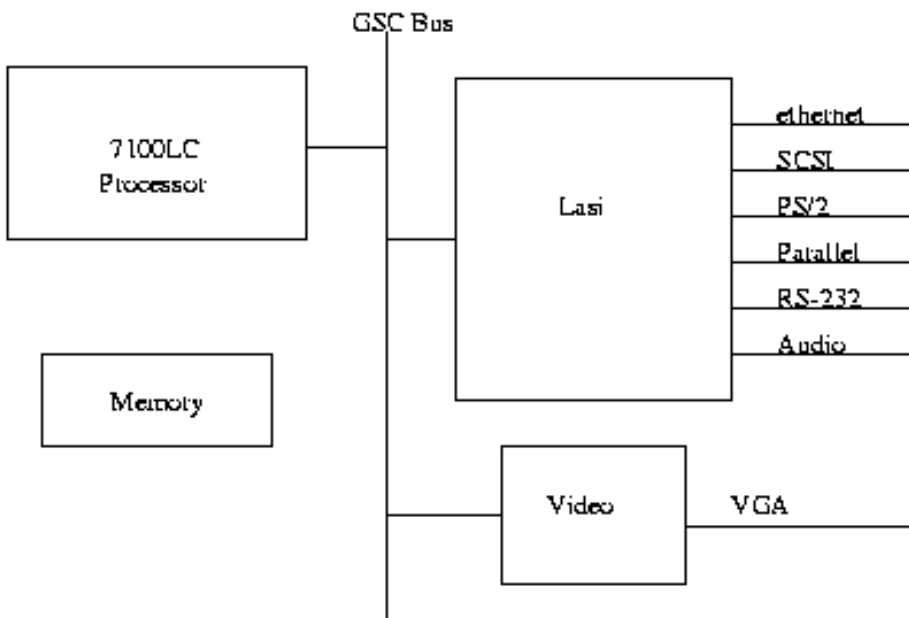 GSC Bus
7100LC
Processor
Lasi
ethernet
SCSI
PS/2
Parallel
RS-232
Audio
Memory
Video
VGA